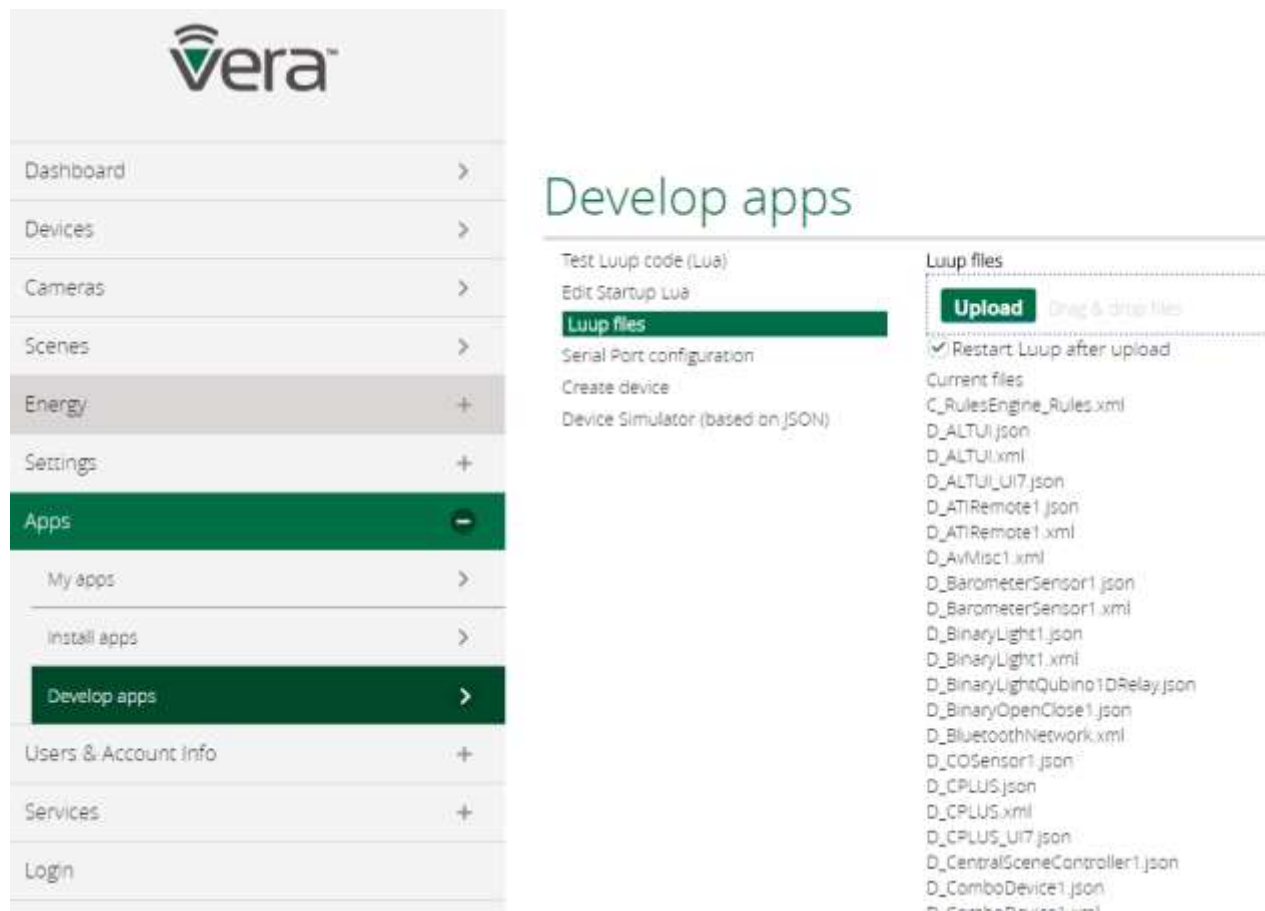 vera™
Dashboard
Devices
Cameras
Scenes
Energy
Settings
Apps
My apps
Install apps
Develop apps
Users & Account Info
Services
Login
Develop apps
Test Luup code (Lua)
Edit Startup Lua
Luup files
Serial Port configuration
Create device
Device Simulator (based on JSON)
Luup files
Upload Drag & drop files
Restart Luup after upload
Current files
C_RulesEngine_Rules.xml
D_ALTUI.json
D_ALTUI.xml
D_ALTUI_UI7.json
D_ATIRemote1.json
D_ATIRemote1.xml
D_AvMisc1.xml
D_BarometerSensor1.json
D_BarometerSensor1.xml
D_BinaryLight1.json
D_BinaryLight1.xml
D_BinaryLightQubino1DRelay.json
D_BinaryOpenClose1.json
D_BluetoothNetwork.xml
D_COSensor1.json
D_CPLUS.json
D_CPLUS.xml
D_CPLUS_UI7.json
D_CentralSceneController1.json
D_ComboDevice1.json
D_ComboDevice1.xml